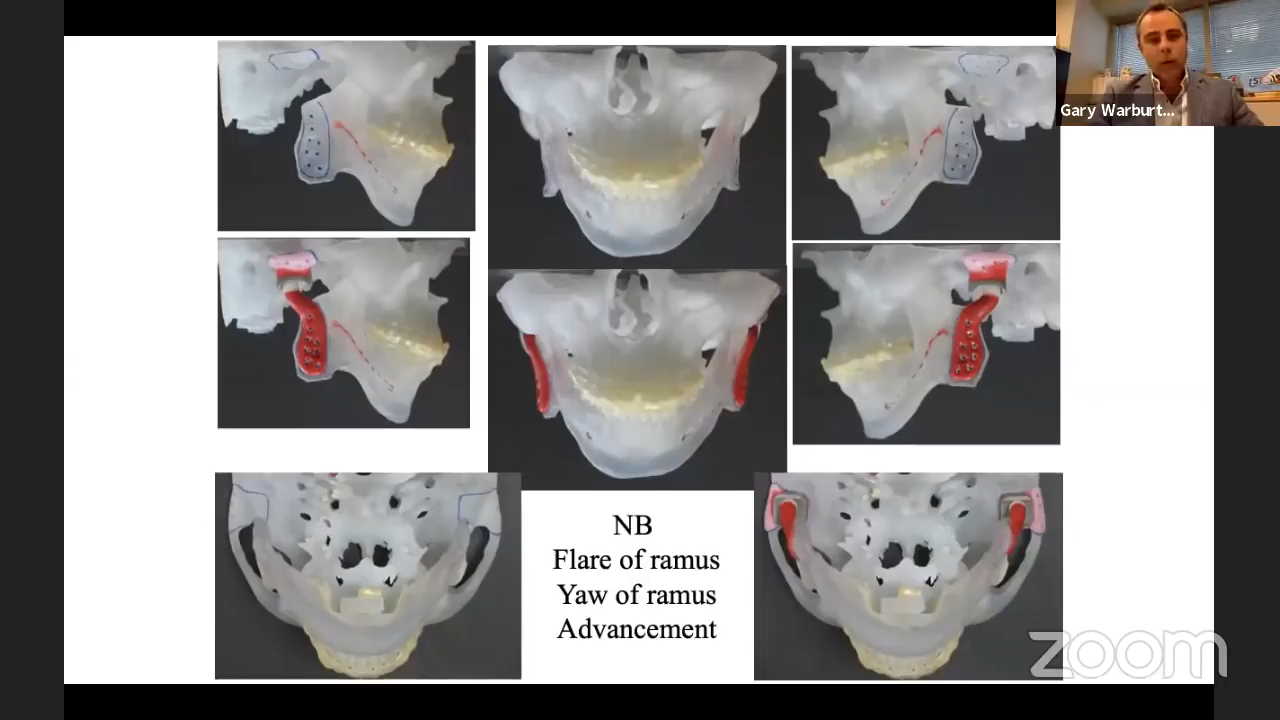 Gary Warburt...
NB
Flare of ramus
Yaw of ramus
Advancement
zoom